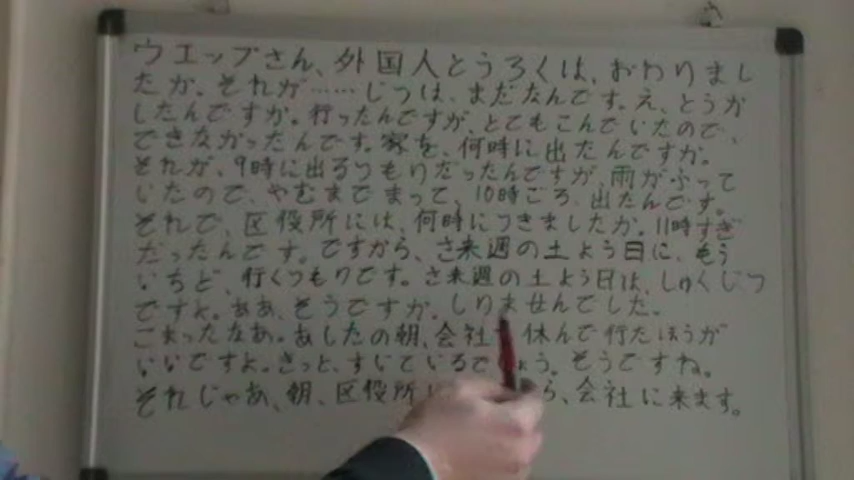 ウエッブさん、外国人とうろくは、おわりまし
たか。それが……じつは、まだなんです。え、とうか
したんですか。行ったんですが、とてもこんでいたので、
できなかったんです。家を、何時に出たんですか。
それが、9時に出るつもりだったんですが、雨がふって
いたので、やむまでまって、10時ごろ、出たんです。
それで、区役所には、何時につきましたか。11時すぎ
だったんです。ですから、さ来週の土よう日に、もう
いちど、行くつもりです。さ来週の土よう日は、しゅくじつ
ですよ。ああ、そうですか。しりませんでした。
こまったなあ。あしたの朝、会社 休んで行たほうが
いいですよ。きっと、すいているで ょう。そうですね。
それじゃあ、朝、区役所 ら、会社に来ます。